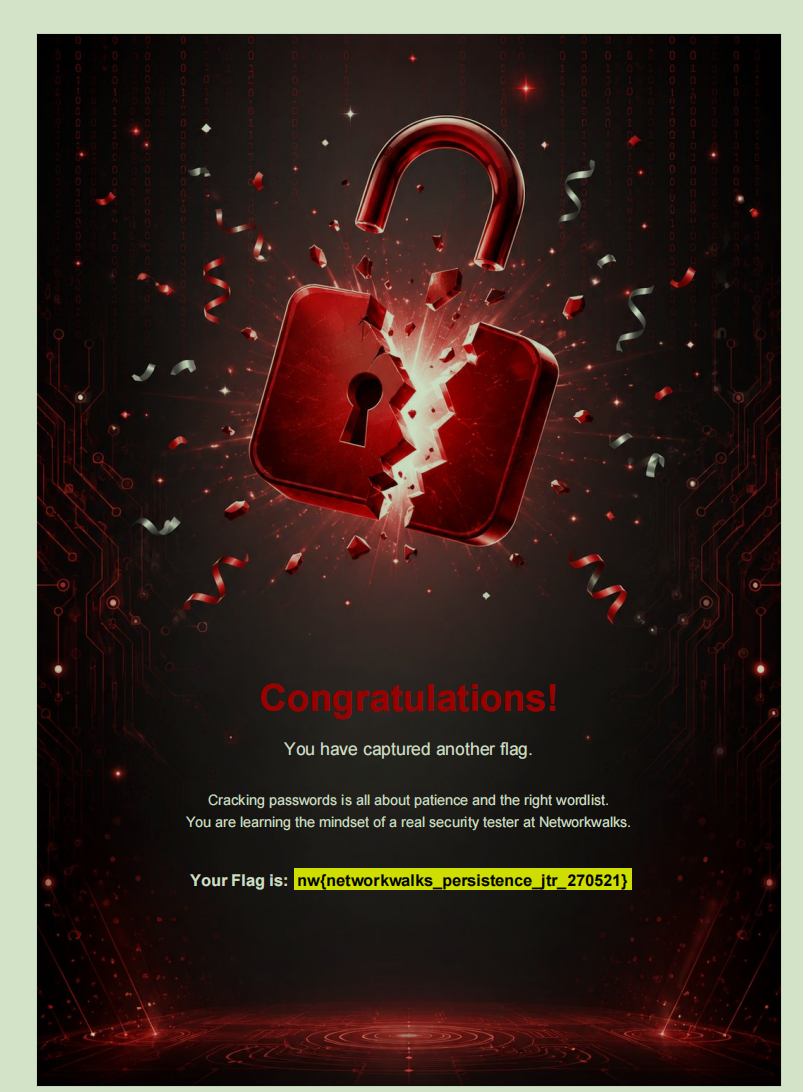 Congratulations!
You have captured another flag.
Cracking passwords is all about patience and the right wordlist.
You are learning the mindset of a real security tester at Networkwalks.
Your Flag is: nw{networkwalks_persistence_jtr_270521}